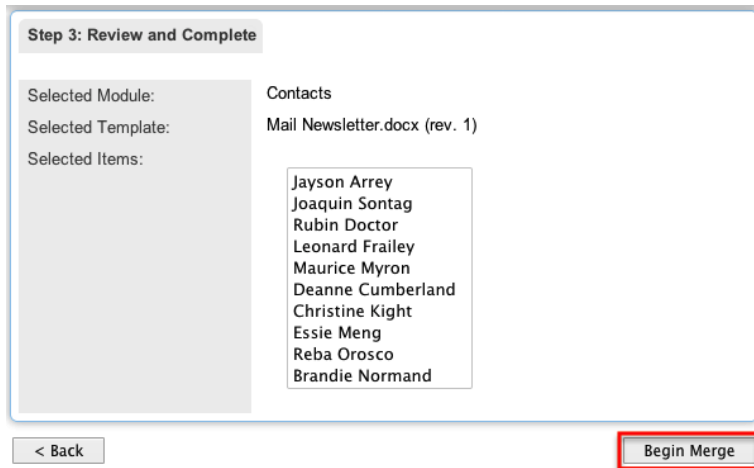 Step 3: Review and Complete
Selected Module: Contacts
Selected Template: Mail Newsletter.docx (rev. 1)
Selected Items:
Jayson Arrey
Joaquin Sontag
Rubin Doctor
Leonard Frailey
Maurice Myron
Deanne Cumberland
Christine Kight
Essie Meng
Reba Orosco
Brandie Normand
< Back Begin Merge